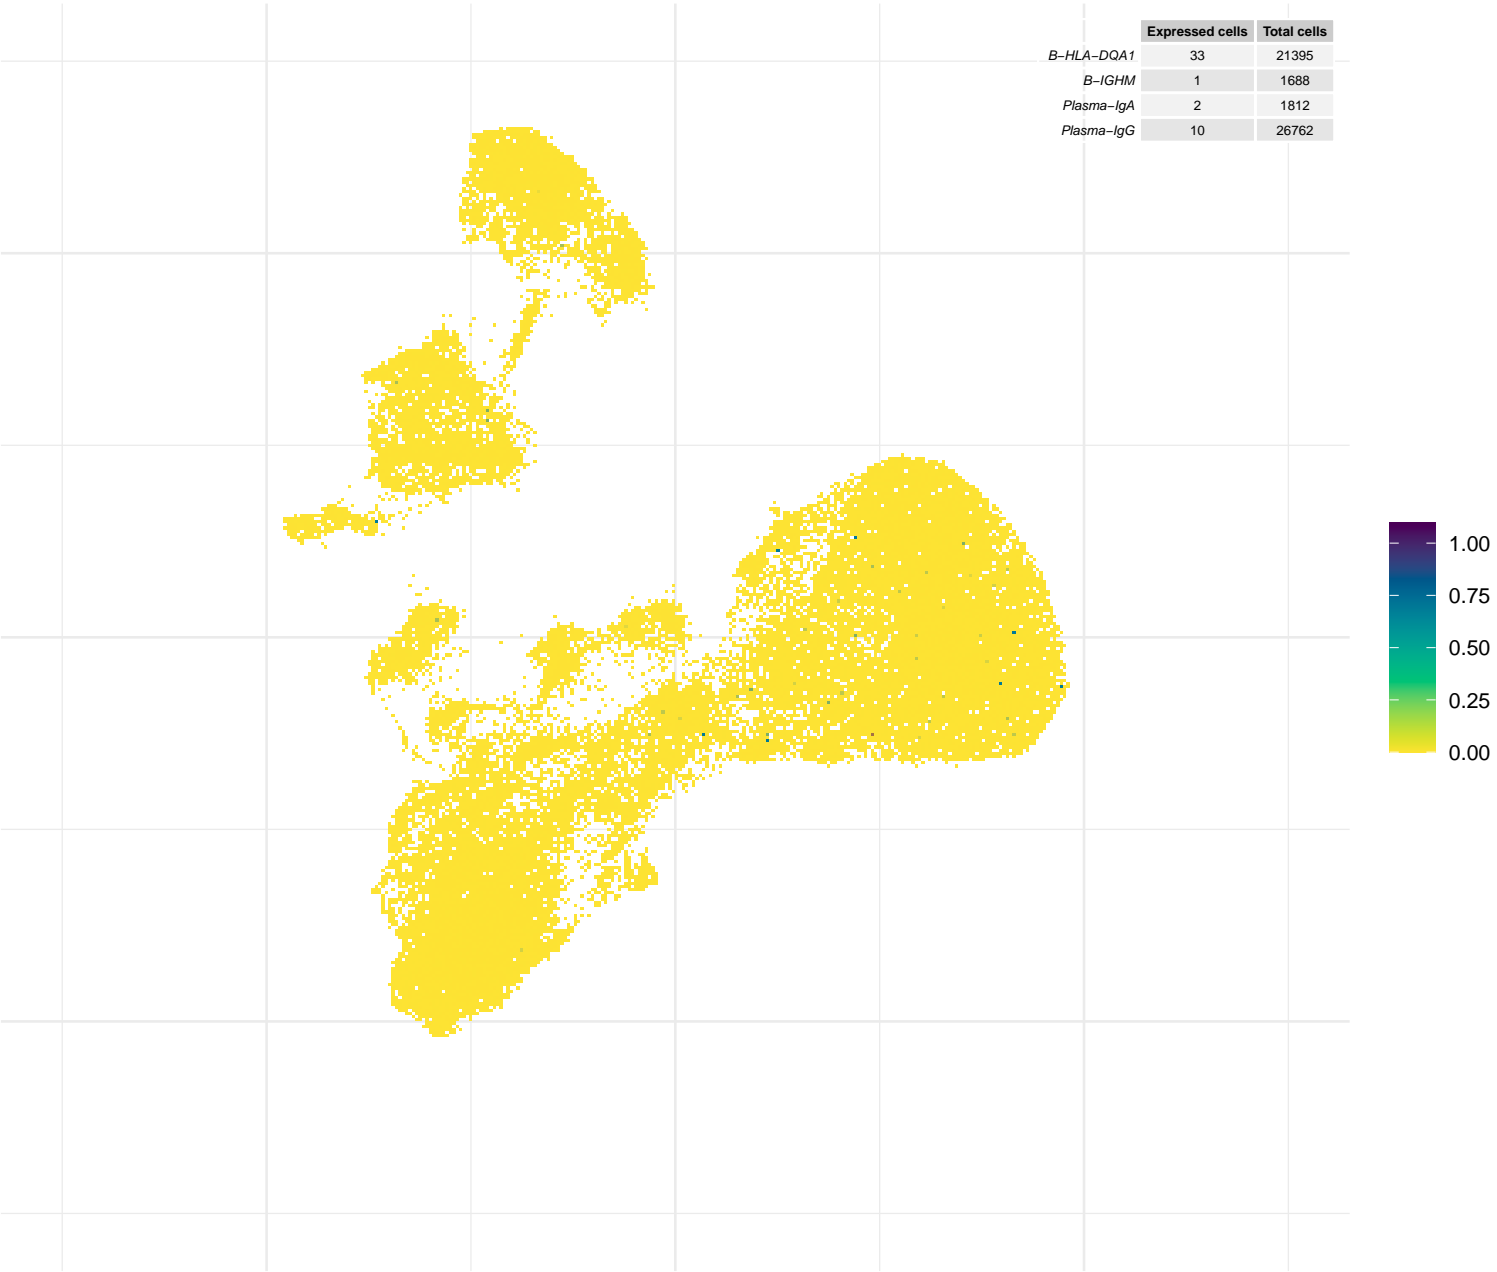 Expressed cells Total cells
B−HLA−DQA1 33 21395
B−IGHM 1 1688
Plasma−IgA 2 1812
Plasma−IgG 10 26762
1.00
0.75
0.50
0.25
0.00